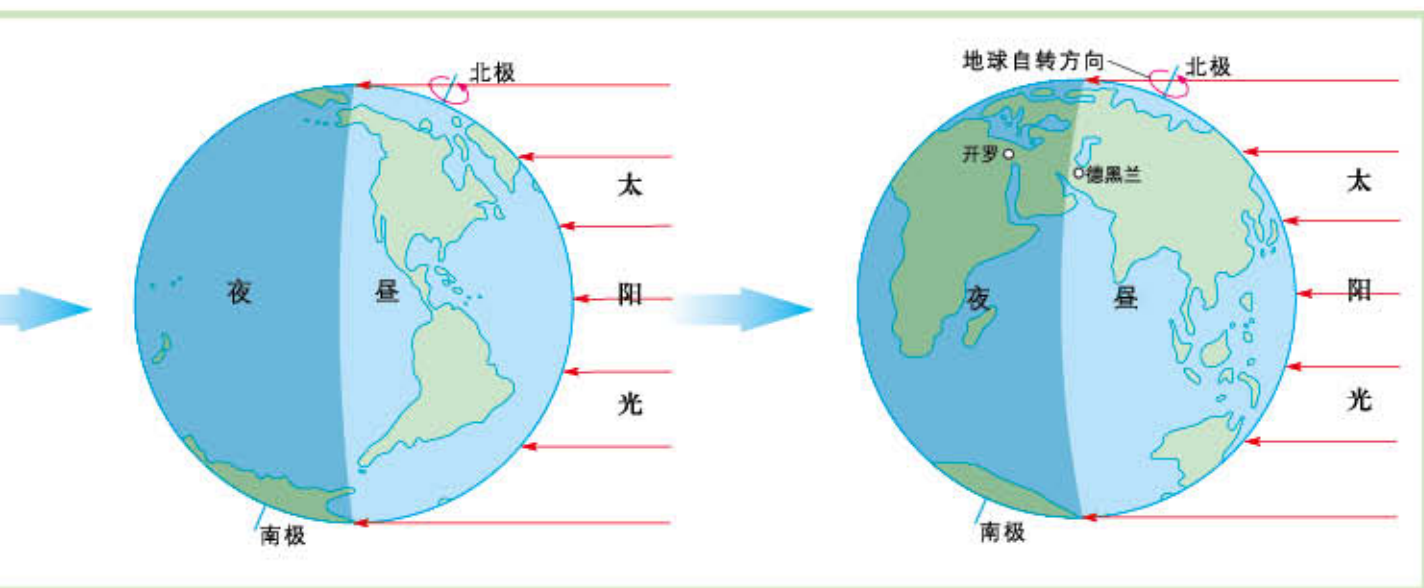 北极
夜
昼
太
阳
光
南极
地球自转方向
北极
开罗
德黑兰
夜
昼
太
阳
光
南极